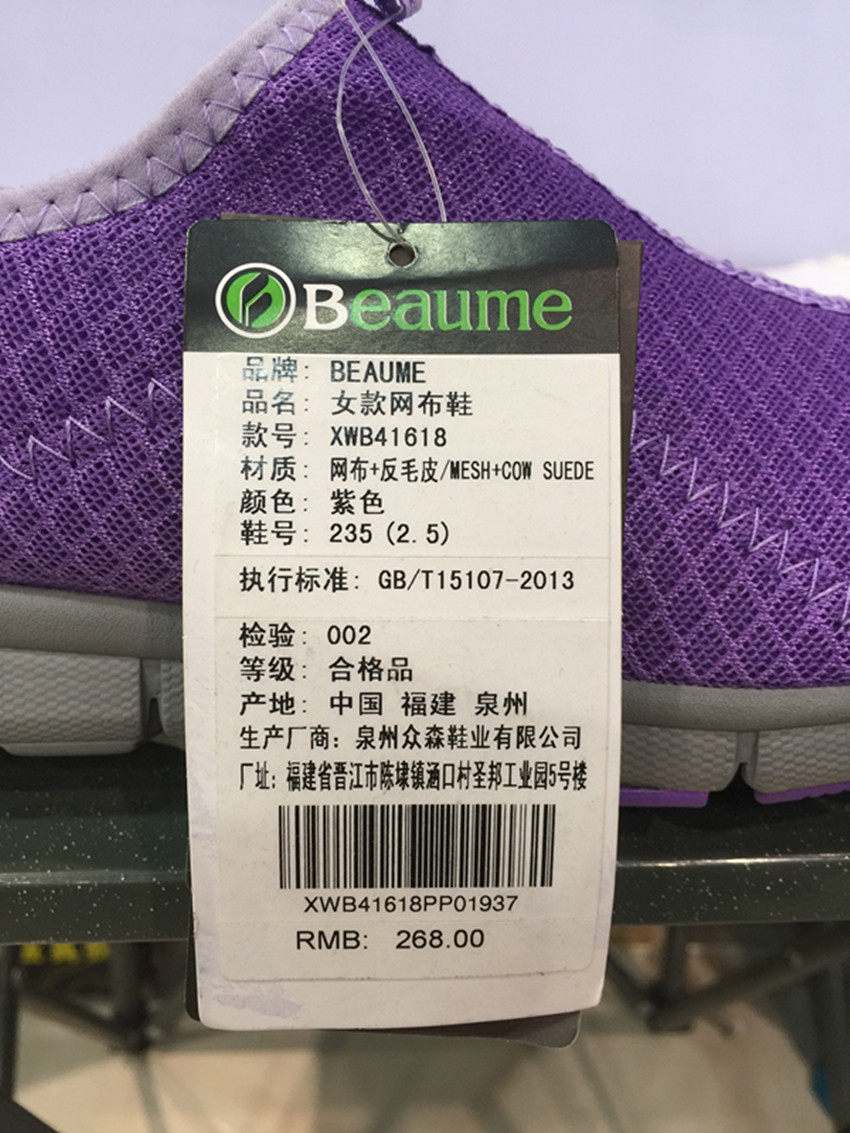 Beaume
品牌: BEAUME
品名: 女款网布鞋
款号: XWB41618
材质: 网布+反毛皮/MESH+COW SUEDE
颜色: 紫色
鞋号: 235 (2.5)
执行标准: GB/T15107-2013
检验: 002
等级: 合格品
产地: 中国 福建 泉州
生产厂商: 泉州众森鞋业有限公司
厂址: 福建省晋江市陈埭镇涵口村圣邦工业园5号楼
XWB41618PP01937
RMB: 268.00